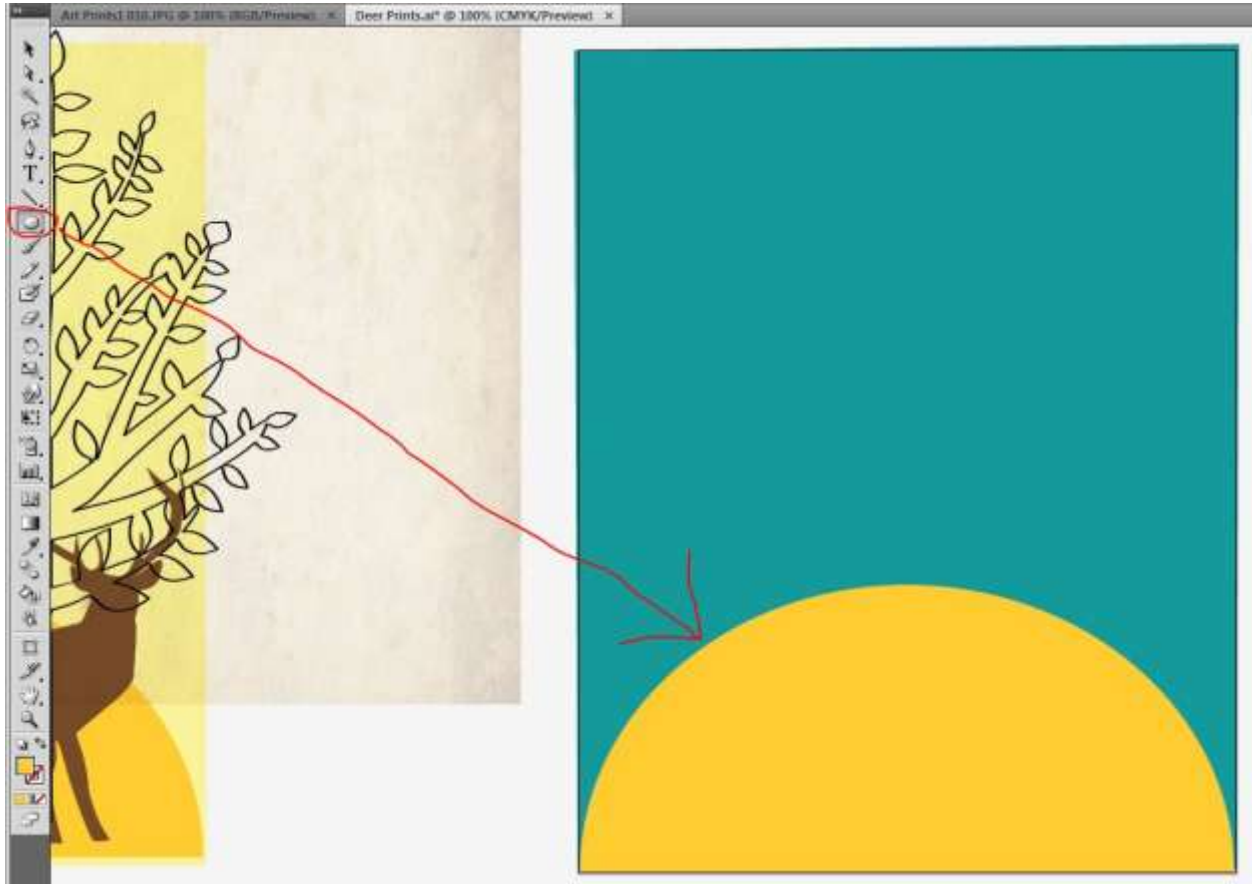 Art Prints1 010.JPG @ 100% (RGB/Preview) × Deer Prints.ai* @ 100% (CMYK/Preview) ×
T